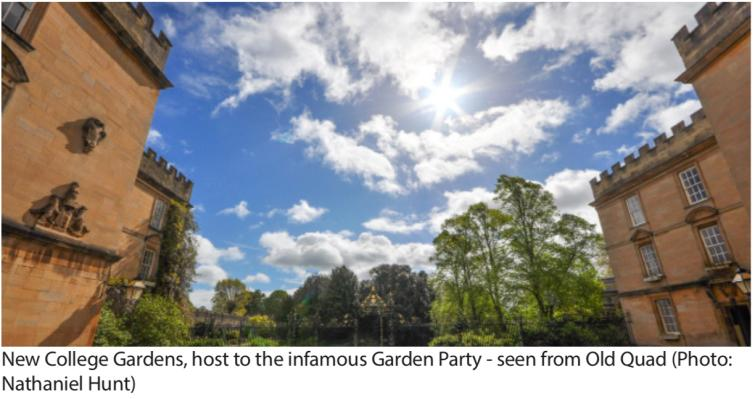 New College Gardens, host to the infamous Garden Party - seen from Old Quad (Photo:
Nathaniel Hunt)